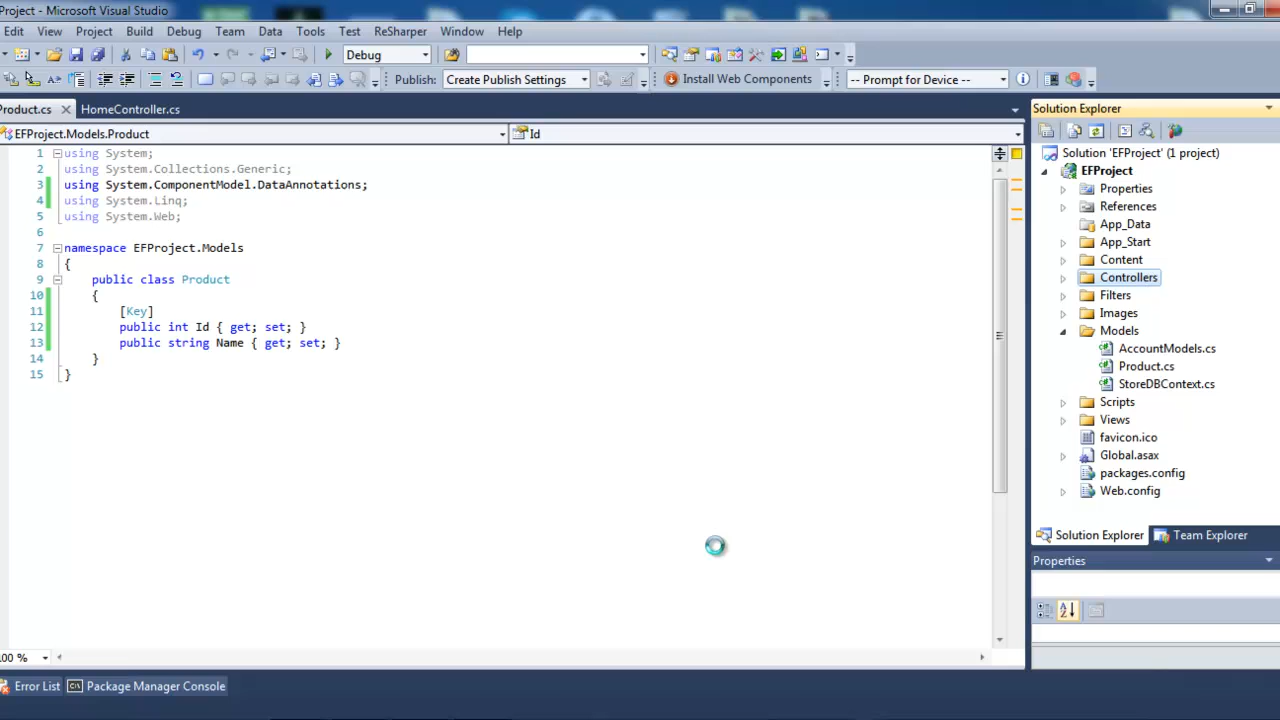 Project - Microsoft Visual Studio
Edit View Project Build Debug Team Data Tools Test ReSharper Window Help
Debug
Publish: Create Publish Settings Install Web Components -- Prompt for Device --
Product.cs HomeController.cs
EFProject.Models.Product Id
1 using System;
2 using System.Collections.Generic;
3 using System.ComponentModel.DataAnnotations;
4 using System.Linq;
5 using System.Web;
6
7 namespace EFProject.Models
8 {
9 public class Product
10 {
11 [Key]
12 public int Id { get; set; }
13 public string Name { get; set; }
14 }
15 }
100 %
Error List Package Manager Console
Solution Explorer
Solution 'EFProject' (1 project)
EFProject
Properties
References
App_Data
App_Start
Content
Controllers
Filters
Images
Models
AccountModels.cs
Product.cs
StoreDBContext.cs
Scripts
Views
favicon.ico
Global.asax
packages.config
Web.config
Solution Explorer Team Explorer
Properties